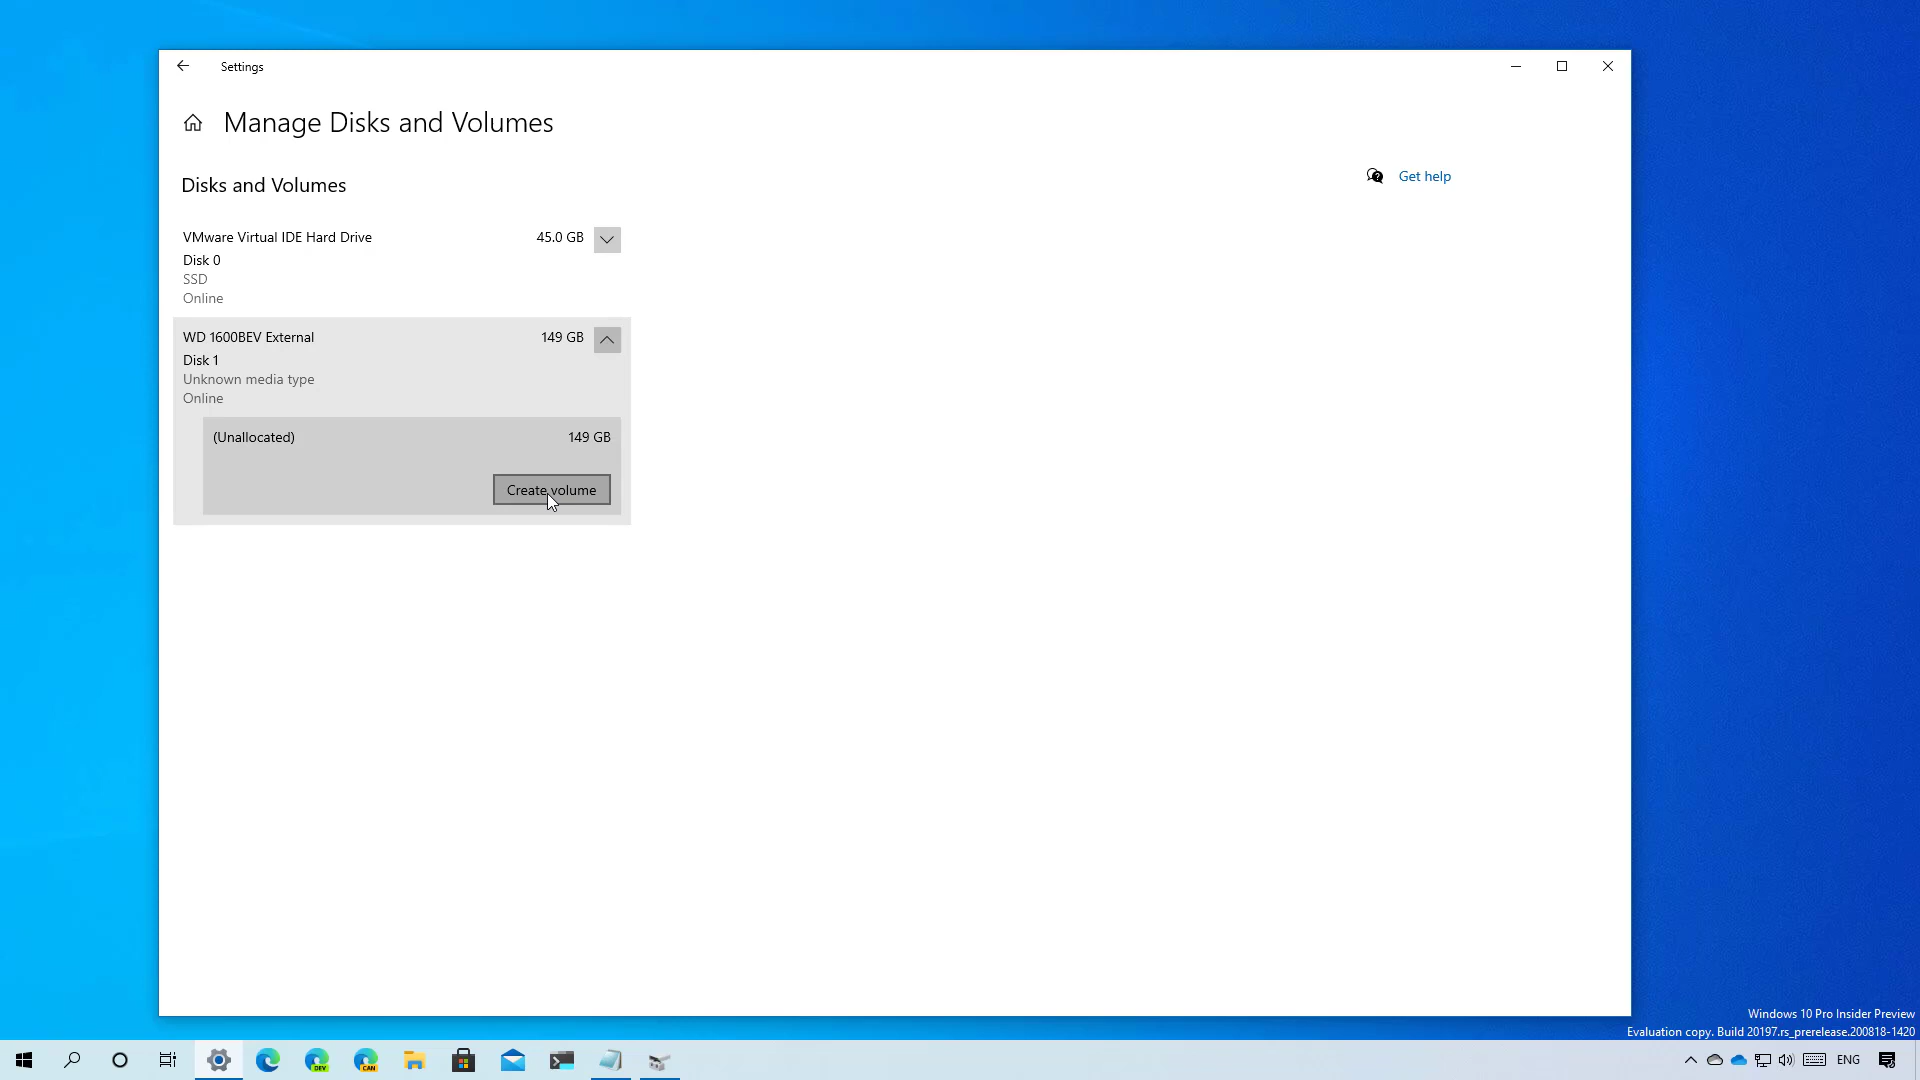 Settings
Manage Disks and Volumes
Disks and Volumes
Get help
VMware Virtual IDE Hard Drive 45.0 GB
Disk 0
SSD
Online
WD 1600BEV External 149 GB
Disk 1
Unknown media type
Online
(Unallocated) 149 GB
Create volume
Windows 10 Pro Insider Preview
Evaluation copy. Build 20197.rs_prerelease.200818-1420
DEV
CAN
ENG